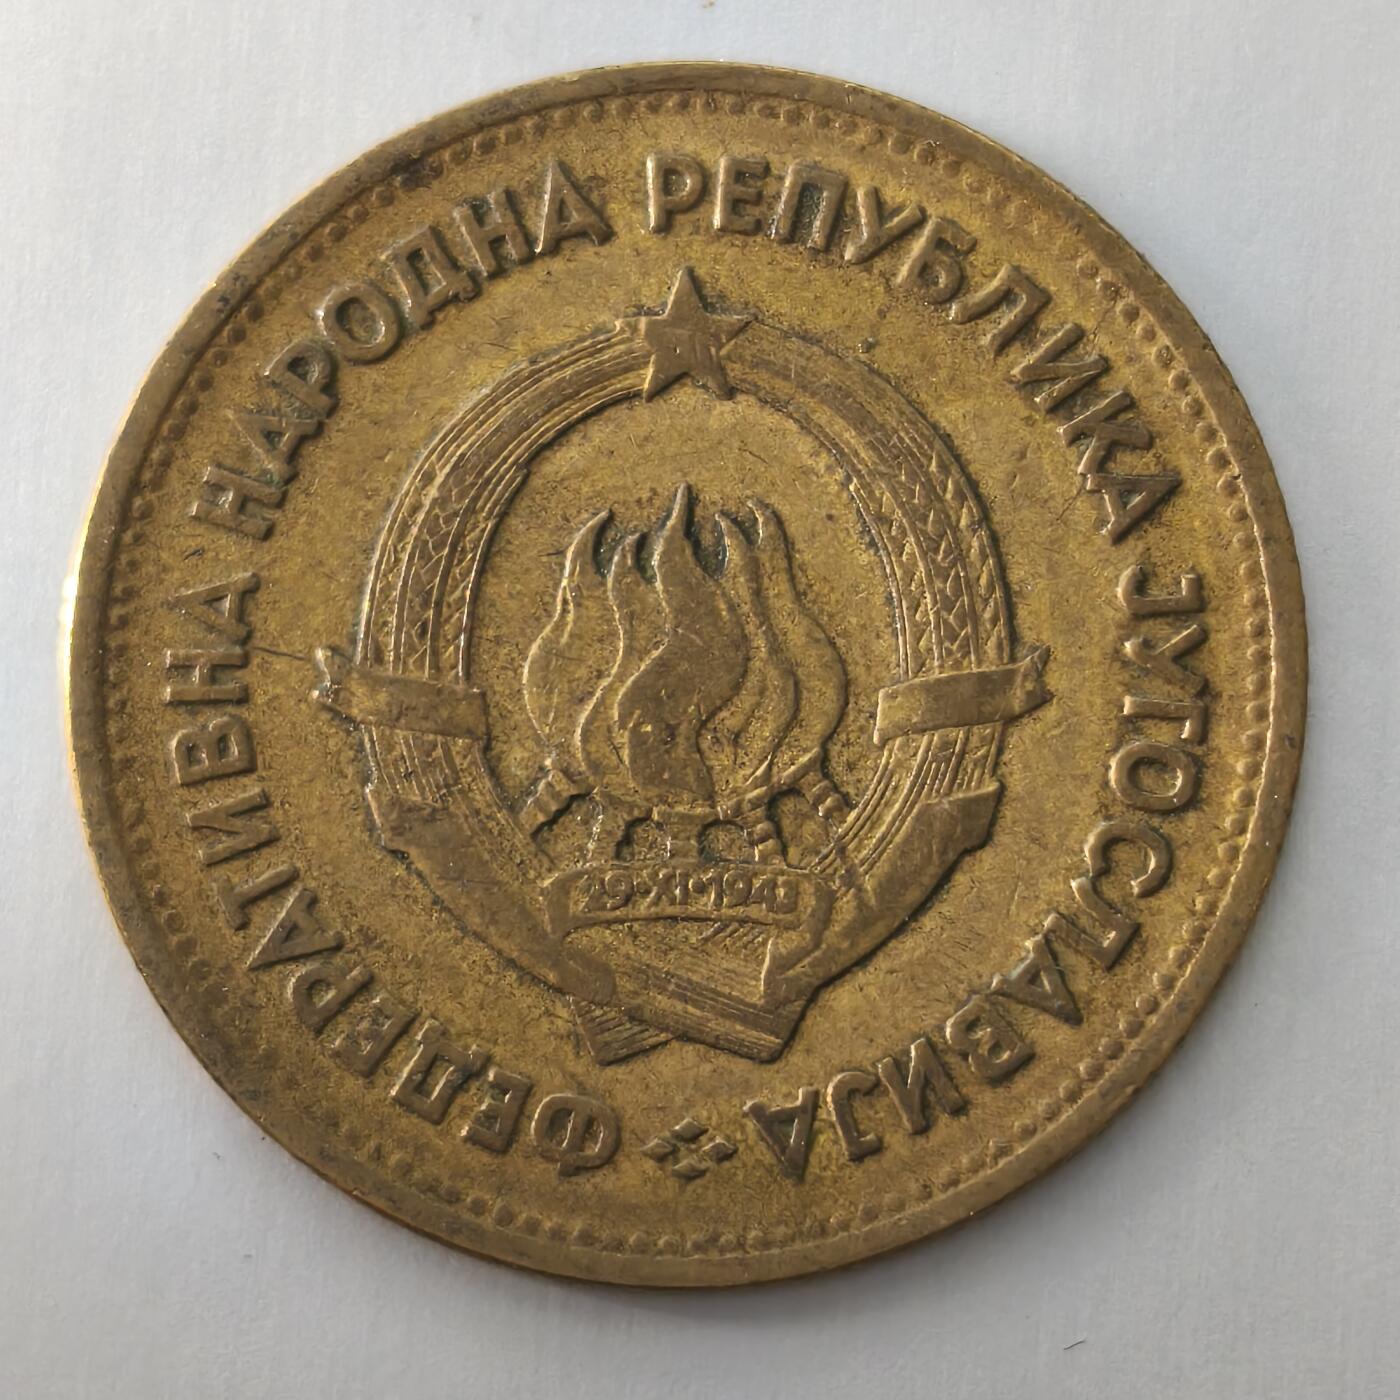 ФЕДЕРАТИВНА НАРОДНА РЕПУБЛИКА ЈУГОСЛАВИЈА
29•XI•1943